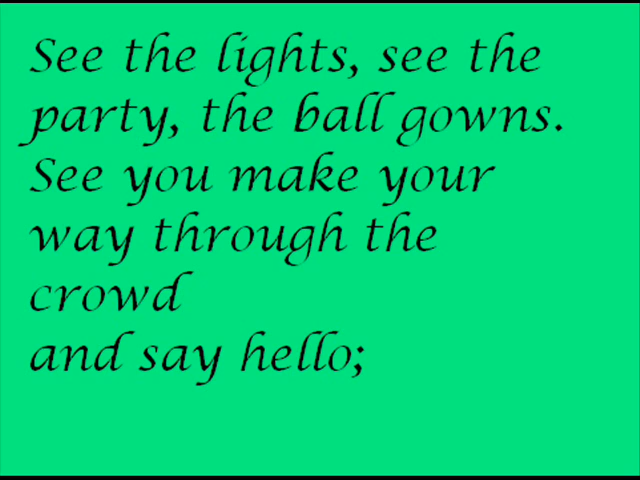 See the lights, see the
party, the ball gowns.
See you make your
way through the
crowd
and say hello;